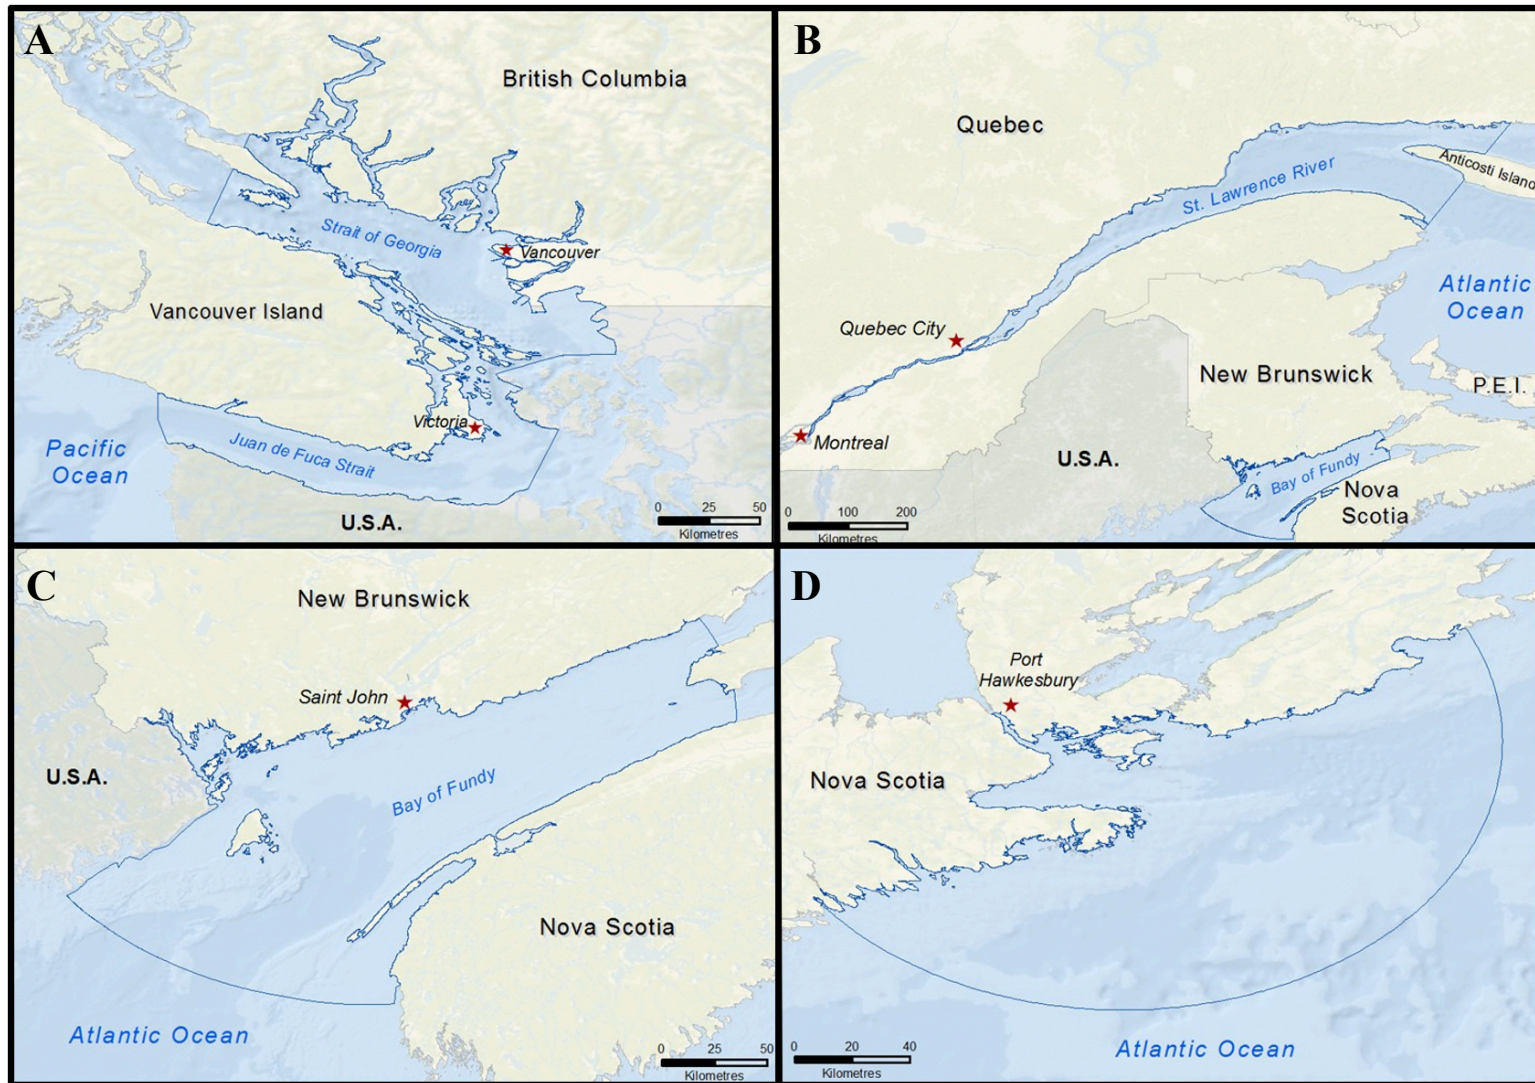 A
British Columbia
Strait of Georgia
Vancouver
Vancouver Island
Victoria
Juan de Fuca Strait
Pacific
Ocean
U.S.A.
0 25 50
Kilometres
B
Quebec
St. Lawrence River
Anticosti Island
Atlantic
Ocean
Quebec City
New Brunswick
P.E.I.
Montreal
U.S.A.
Bay of Fundy
Nova
Scotia
0 100 200
Kilometres
C
New Brunswick
Saint John
U.S.A.
Bay of Fundy
Nova Scotia
Atlantic Ocean
0 25 50
Kilometres
D
Port
Hawkesbury
Nova Scotia
Atlantic Ocean
0 20 40
Kilometres